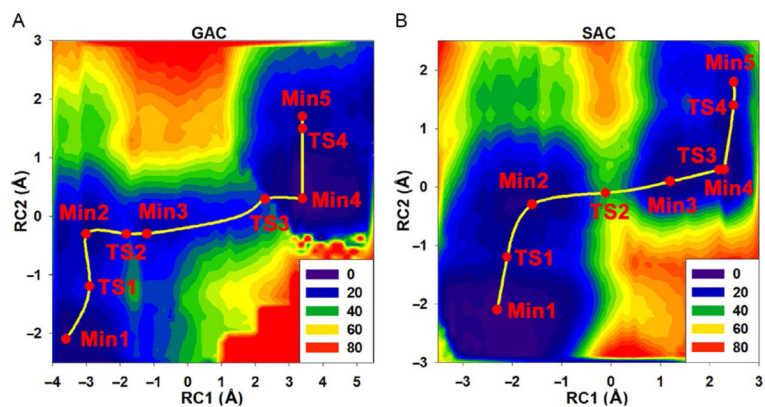 A
GAC
3
2
1
0
−1
−2
RC2 (Å)
Min5
TS4
Min2
Min3
Min4
TS2
TS3
TS1
Min1
0
20
40
60
80
−4 −3 −2 −1 0 1 2 3 4 5
RC1 (Å)
B
SAC
3
2
1
0
−1
−2
−3
RC2 (Å)
Min5
TS4
Min2
TS3
Min4
TS2
Min3
TS1
Min1
0
20
40
60
80
−3 −2 −1 0 1 2 3
RC1 (Å)